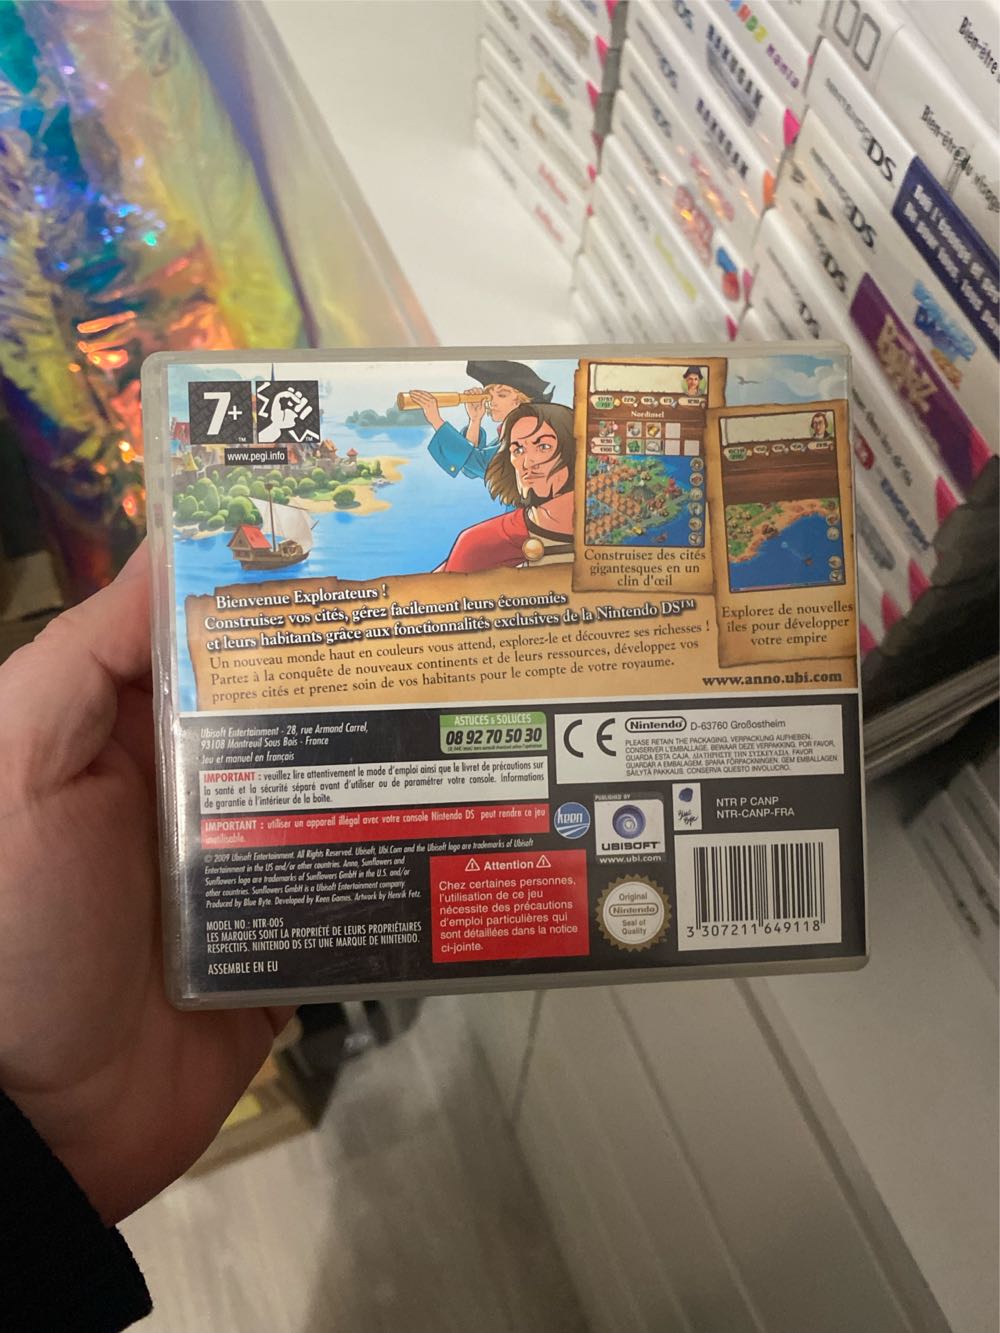 7+
www.pegi.info
Nordinsel
Construisez des cités
gigantesques en un
clin d'œil
Explorez de nouvelles
îles pour développer
votre empire
Bienvenue Explorateurs !
Construisez vos cités, gérez facilement leurs économies
et leurs habitants grâce aux fonctionnalités exclusives de la Nintendo DS™
Un nouveau monde haut en couleurs vous attend, explorez-le et découvrez ses richesses !
Partez à la conquête de nouveaux continents et de leurs ressources, développez vos
propres cités et prenez soin de vos habitants pour le compte de votre royaume.
www.anno.ubi.com
Ubisoft Entertainment - 28, rue Armand Carrel,
93108 Montreuil Sous Bois - France
Jeu et manuel en français
ASTUCES & SOLUCES
08 92 70 50 30
CE
Nintendo D-63760 Großostheim
PLEASE RETAIN THE PACKAGING. VERPACKUNG AUFHEBEN.
CONSERVER L'EMBALLAGE. BEWAAR DEZE VERPAKKING. POR FAVOR,
GUARDA ESTA CAJA. ΔΙΑΤΗΡΗΣΤΕ ΤΗΝ ΣΥΣΚΕΥΑΣΙΑ. FAVOR
GUARDAR A EMBALAGEM. SPARA FÖRPACKNINGEN. GEM EMBALLAGEN
SÄILYTÄ PAKKAUS. CONSERVA QUESTO INVOLUCRO.
IMPORTANT : veuillez lire attentivement le mode d'emploi ainsi que le livret de précautions sur
la santé et la sécurité séparé avant d'utiliser ou de paramétrer votre console. Informations
de garantie à l'intérieur de la boîte.
IMPORTANT : utiliser un appareil illégal avec votre console Nintendo DS peut rendre ce jeu
inutilisable.
keen
PUBLISHED BY
UBISOFT
www.ubi.com
Blue Byte
NTR P CANP
NTR-CANP-FRA
© 2009 Ubisoft Entertainment. All Rights Reserved. Ubisoft, Ubi.Com and the Ubisoft logo are trademarks of Ubisoft
Entertainment in the US and/or other countries. Anno, Sunflowers and
Sunflowers logo are trademarks of Sunflowers GmbH in the U.S. and/or
other countries. Sunflowers GmbH is a Ubisoft Entertainment company.
Produced by Blue Byte. Developed by Keen Games. Artwork by Henrik Fetz.
MODEL NO.: NTR-005
LES MARQUES SONT LA PROPRIÉTÉ DE LEURS PROPRIÉTAIRES
RESPECTIFS. NINTENDO DS EST UNE MARQUE DE NINTENDO.
ASSEMBLE EN EU
Attention
Chez certaines personnes,
l'utilisation de ce jeu
nécessite des précautions
d'emploi particulières qui
sont détaillées dans la notice
ci-jointe.
Original
Nintendo
Seal of
Quality
3 307211 649118
Bien-être
Bien-être du visage
DS
DS
DS